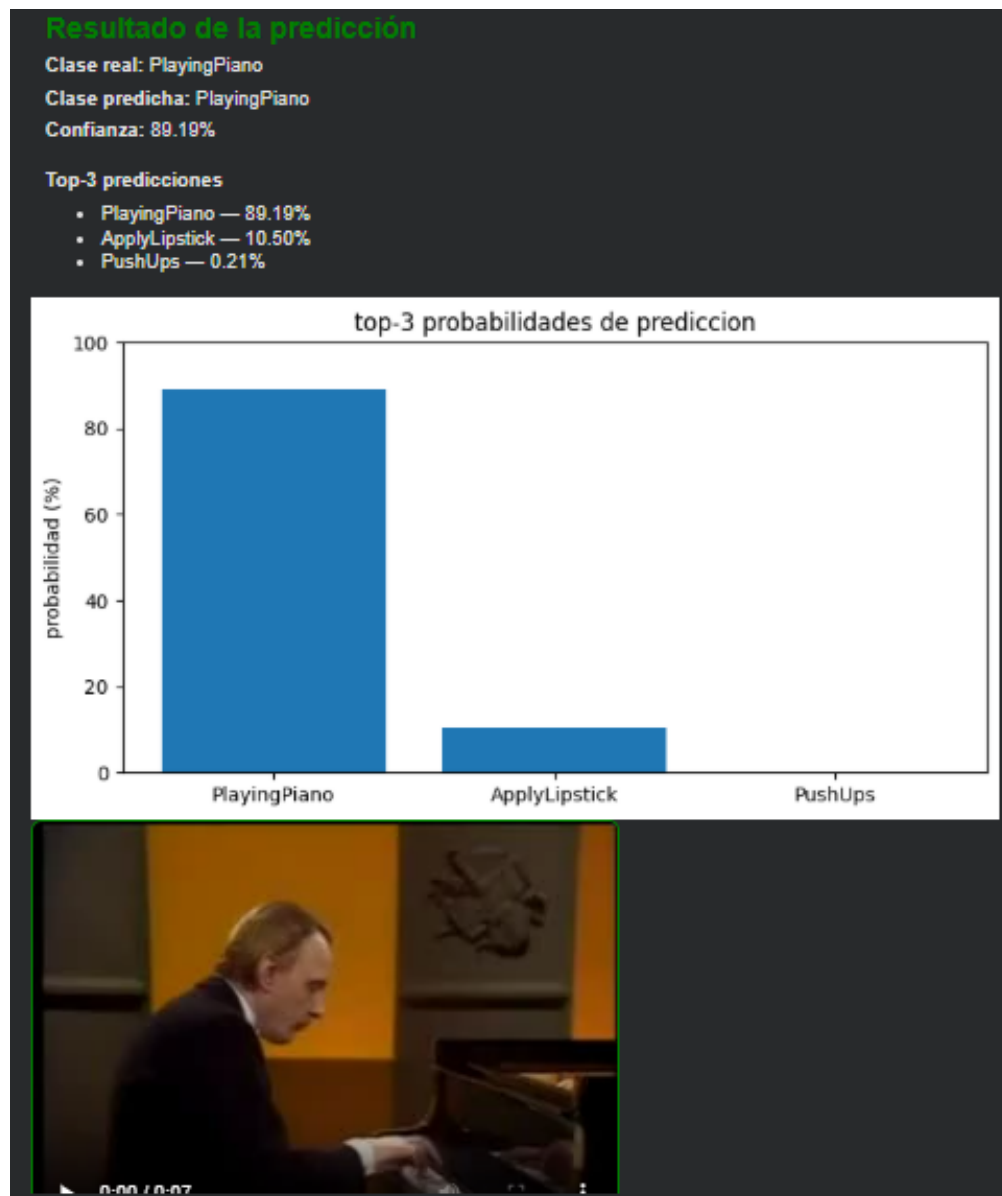 Resultado de la predicción
Clase real: PlayingPiano
Clase predicha: PlayingPiano
Confianza: 89.19%
Top-3 predicciones
• PlayingPiano — 89.19%
• ApplyLipstick — 10.50%
• PushUps — 0.21%
top-3 probabilidades de prediccion
100
80
60
40
20
0
probabilidad (%)
PlayingPiano ApplyLipstick PushUps
0:00 / 0:07